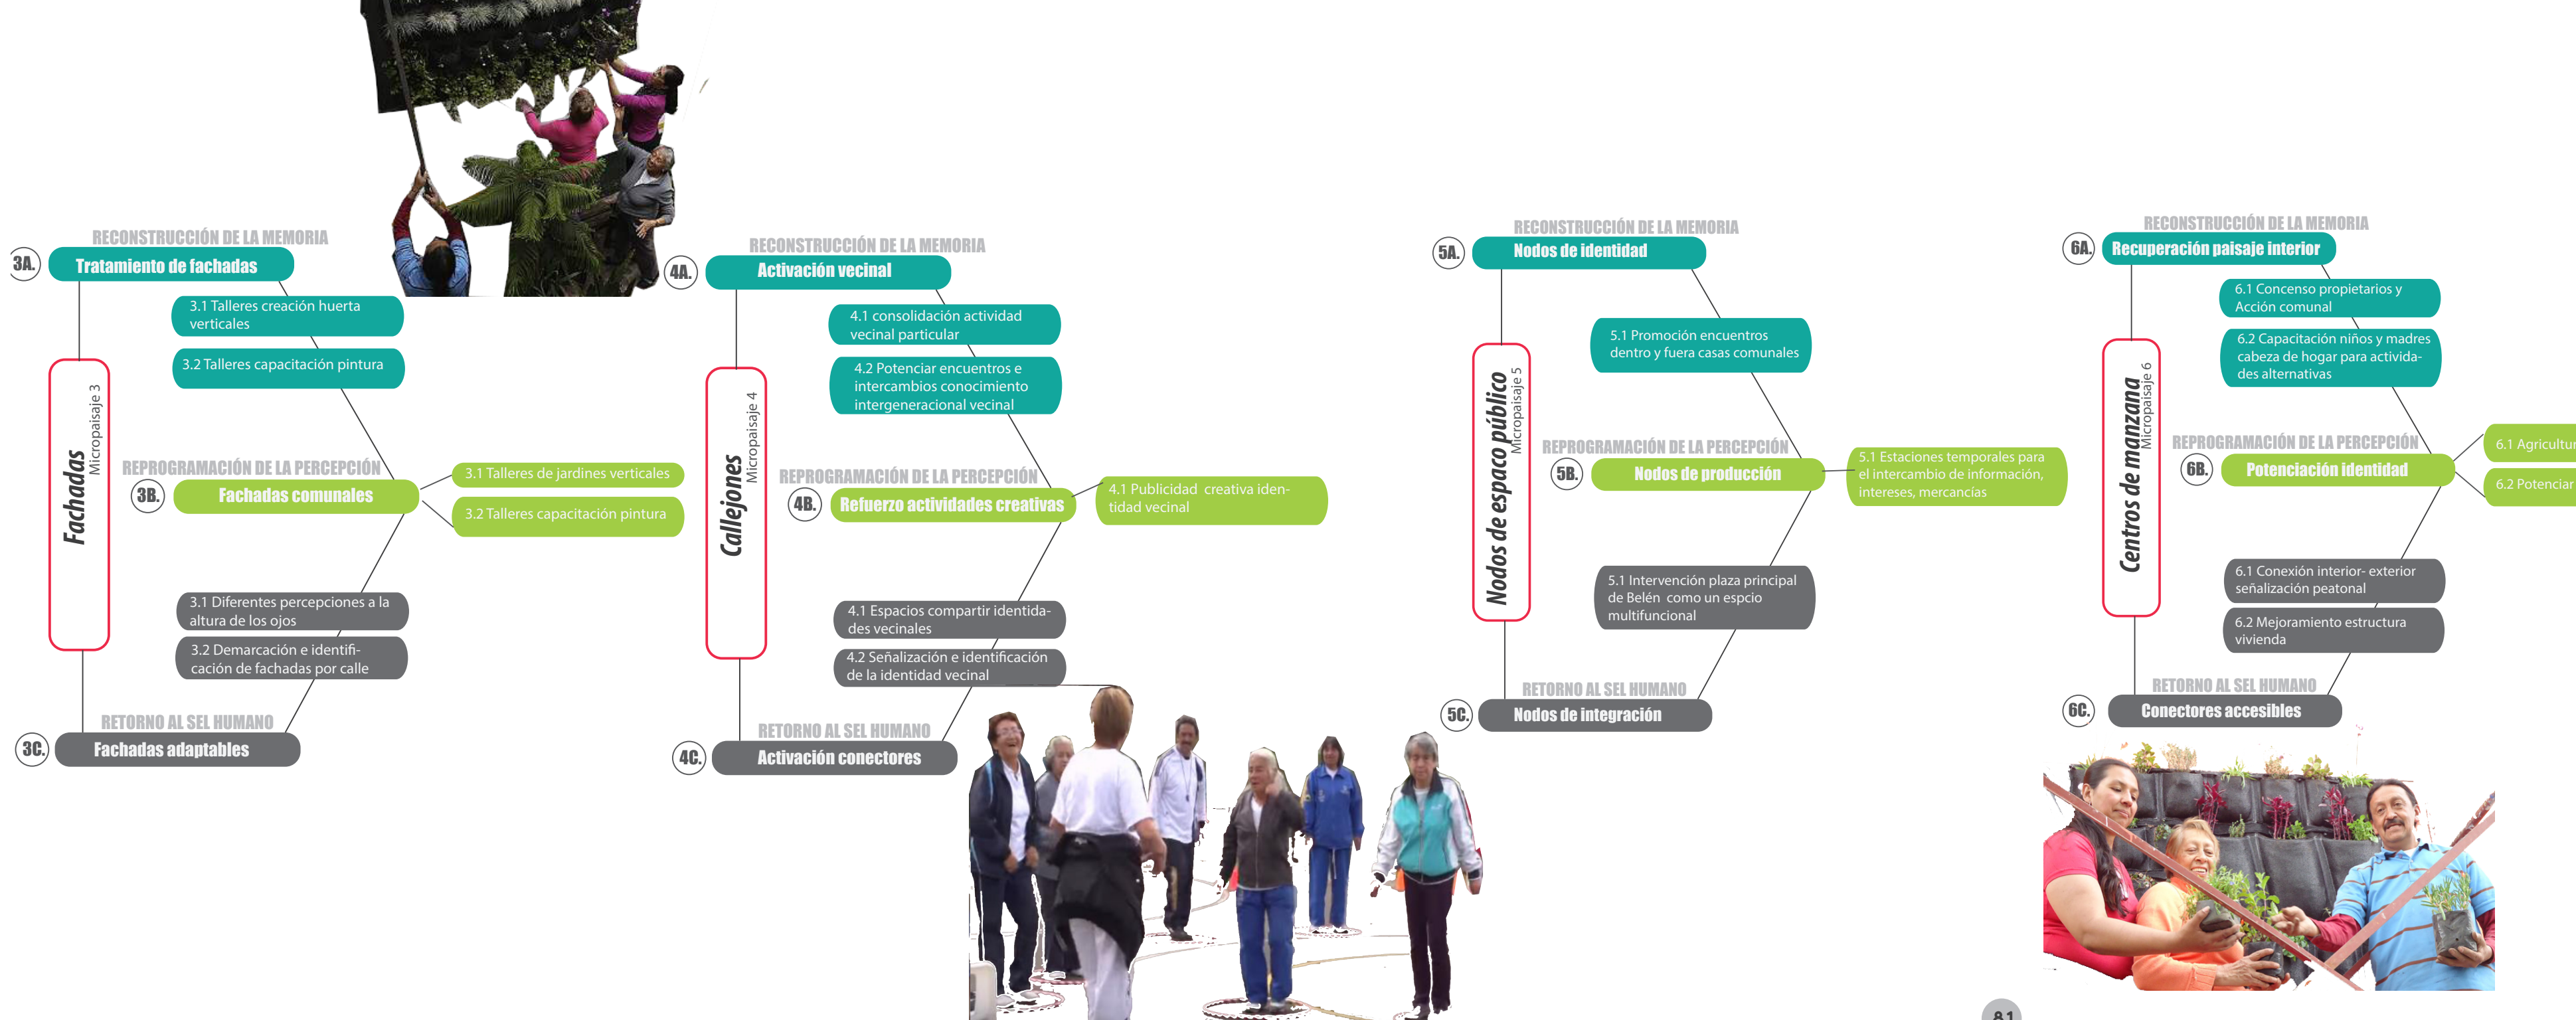 RECONSTRUCCIÓN DE LA MEMORIA
3A.
Tratamiento de fachadas
3.1 Talleres creación huerta
verticales
3.2 Talleres capacitación pintura
Fachadas
Micropaisaje 3
REPROGRAMACIÓN DE LA PERCEPCIÓN
3B.
Fachadas comunales
3.1 Talleres de jardines verticales
3.2 Talleres capacitación pintura
3.1 Diferentes percepciones a la
altura de los ojos
3.2 Demarcación e identifi-
cación de fachadas por calle
RETORNO AL SEL HUMANO
3C.
Fachadas adaptables
RECONSTRUCCIÓN DE LA MEMORIA
4A.
Activación vecinal
4.1 consolidación actividad
vecinal particular
4.2 Potenciar encuentros e
intercambios conocimiento
intergeneracional vecinal
Callejones
Micropaisaje 4
REPROGRAMACIÓN DE LA PERCEPCIÓN
4B.
Refuerzo actividades creativas
4.1 Publicidad creativa iden-
tidad vecinal
4.1 Espacios compartir identida-
des vecinales
4.2 Señalización e identificación
de la identidad vecinal
RETORNO AL SEL HUMANO
4C.
Activación conectores
RECONSTRUCCIÓN DE LA MEMORIA
5A.
Nodos de identidad
5.1 Promoción encuentros
dentro y fuera casas comunales
Nodos de espaco público
Micropaisaje 5
REPROGRAMACIÓN DE LA PERCEPCIÓN
5B.
Nodos de producción
5.1 Estaciones temporales para
el intercambio de información,
intereses, mercancías
5.1 Intervención plaza principal
de Belén como un espcio
multifuncional
RETORNO AL SEL HUMANO
5C.
Nodos de integración
RECONSTRUCCIÓN DE LA MEMORIA
6A.
Recuperación paisaje interior
6.1 Concenso propietarios y
Acción comunal
6.2 Capacitación niños y madres
cabeza de hogar para activida-
des alternativas
Centros de manzana
Micropaisaje 6
REPROGRAMACIÓN DE LA PERCEPCIÓN
6B.
Potenciación identidad
6.1 Agricultur
6.2 Potenciar
6.1 Conexión interior- exterior
señalización peatonal
6.2 Mejoramiento estructura
vivienda
RETORNO AL SEL HUMANO
6C.
Conectores accesibles
81